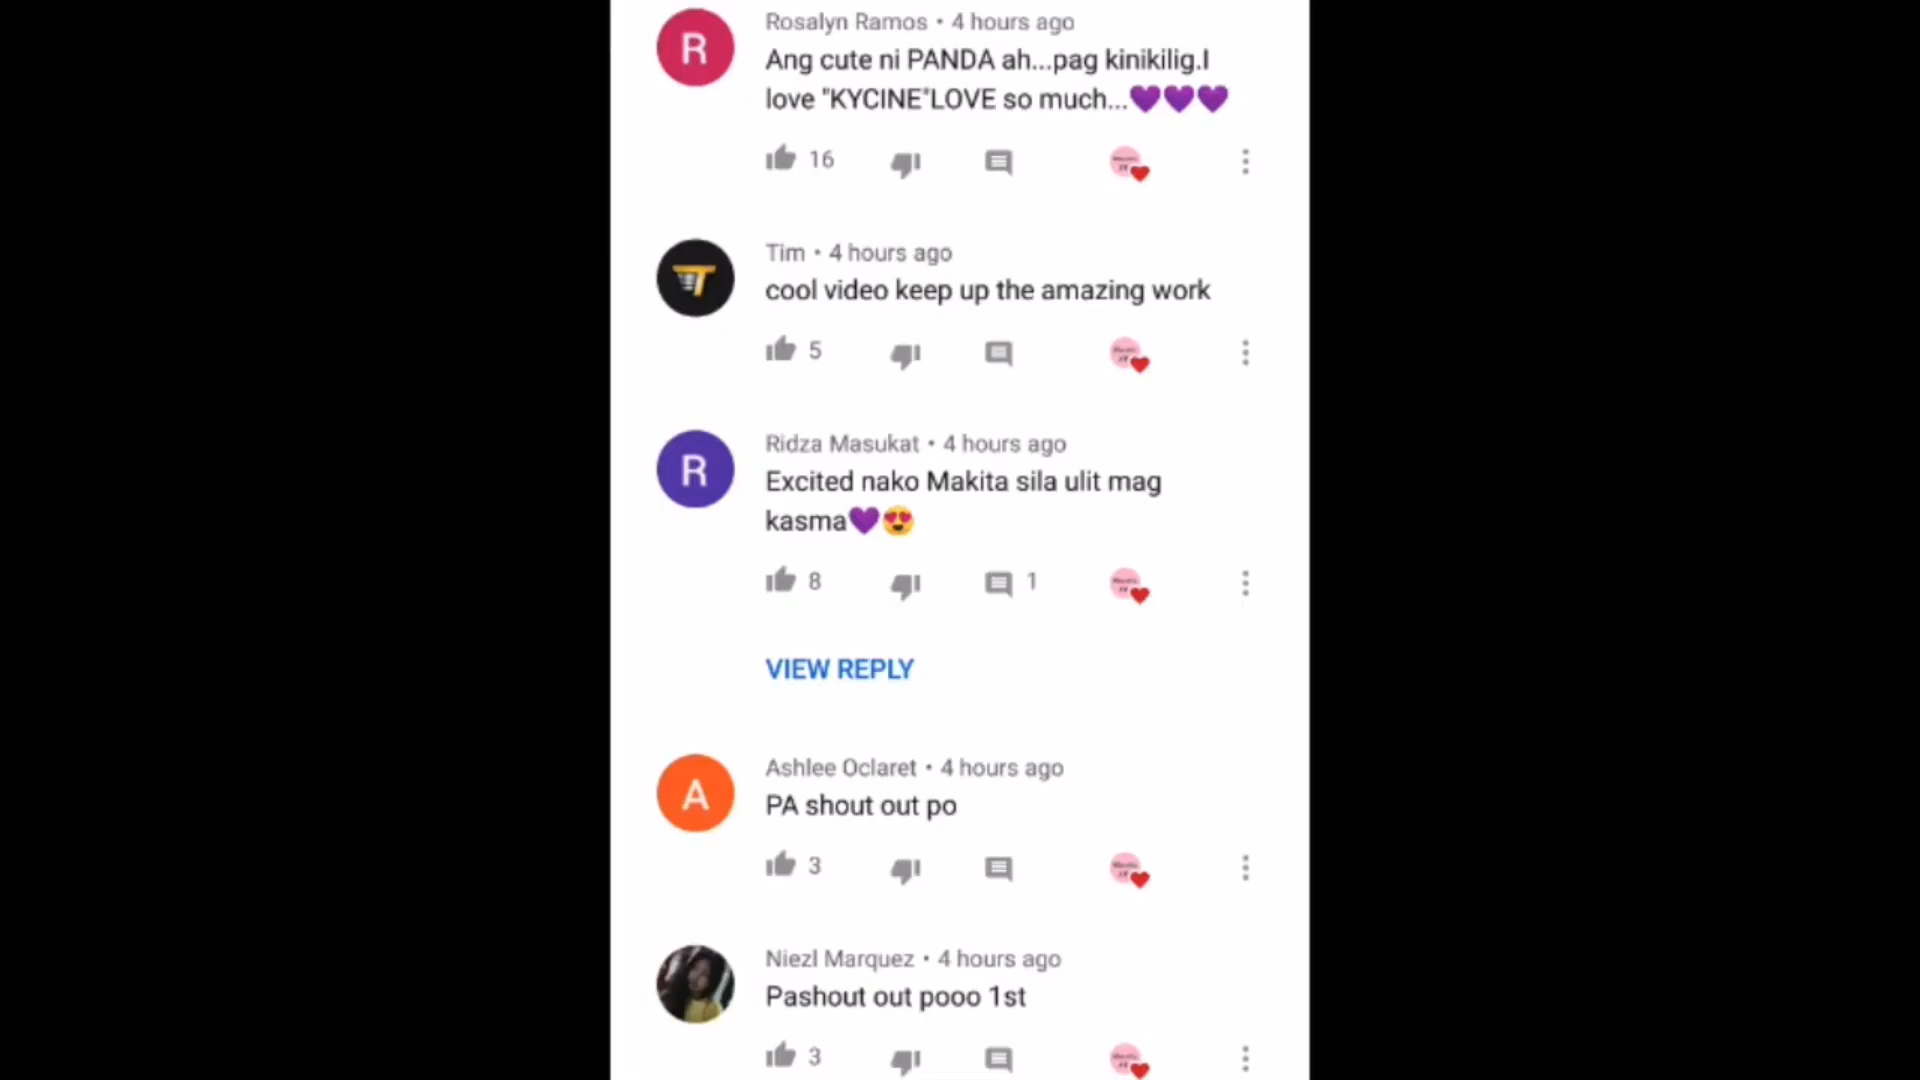 R
Rosalyn Ramos • 4 hours ago
Ang cute ni PANDA ah...pag kinikilig.I
love "KYCINE"LOVE so much...💜💜💜
16
T
Tim • 4 hours ago
cool video keep up the amazing work
5
R
Ridza Masukat • 4 hours ago
Excited nako Makita sila ulit mag
kasma💜😍
8 1
VIEW REPLY
A
Ashlee Oclaret • 4 hours ago
PA shout out po
3
Niezl Marquez • 4 hours ago
Pashout out pooo 1st
3